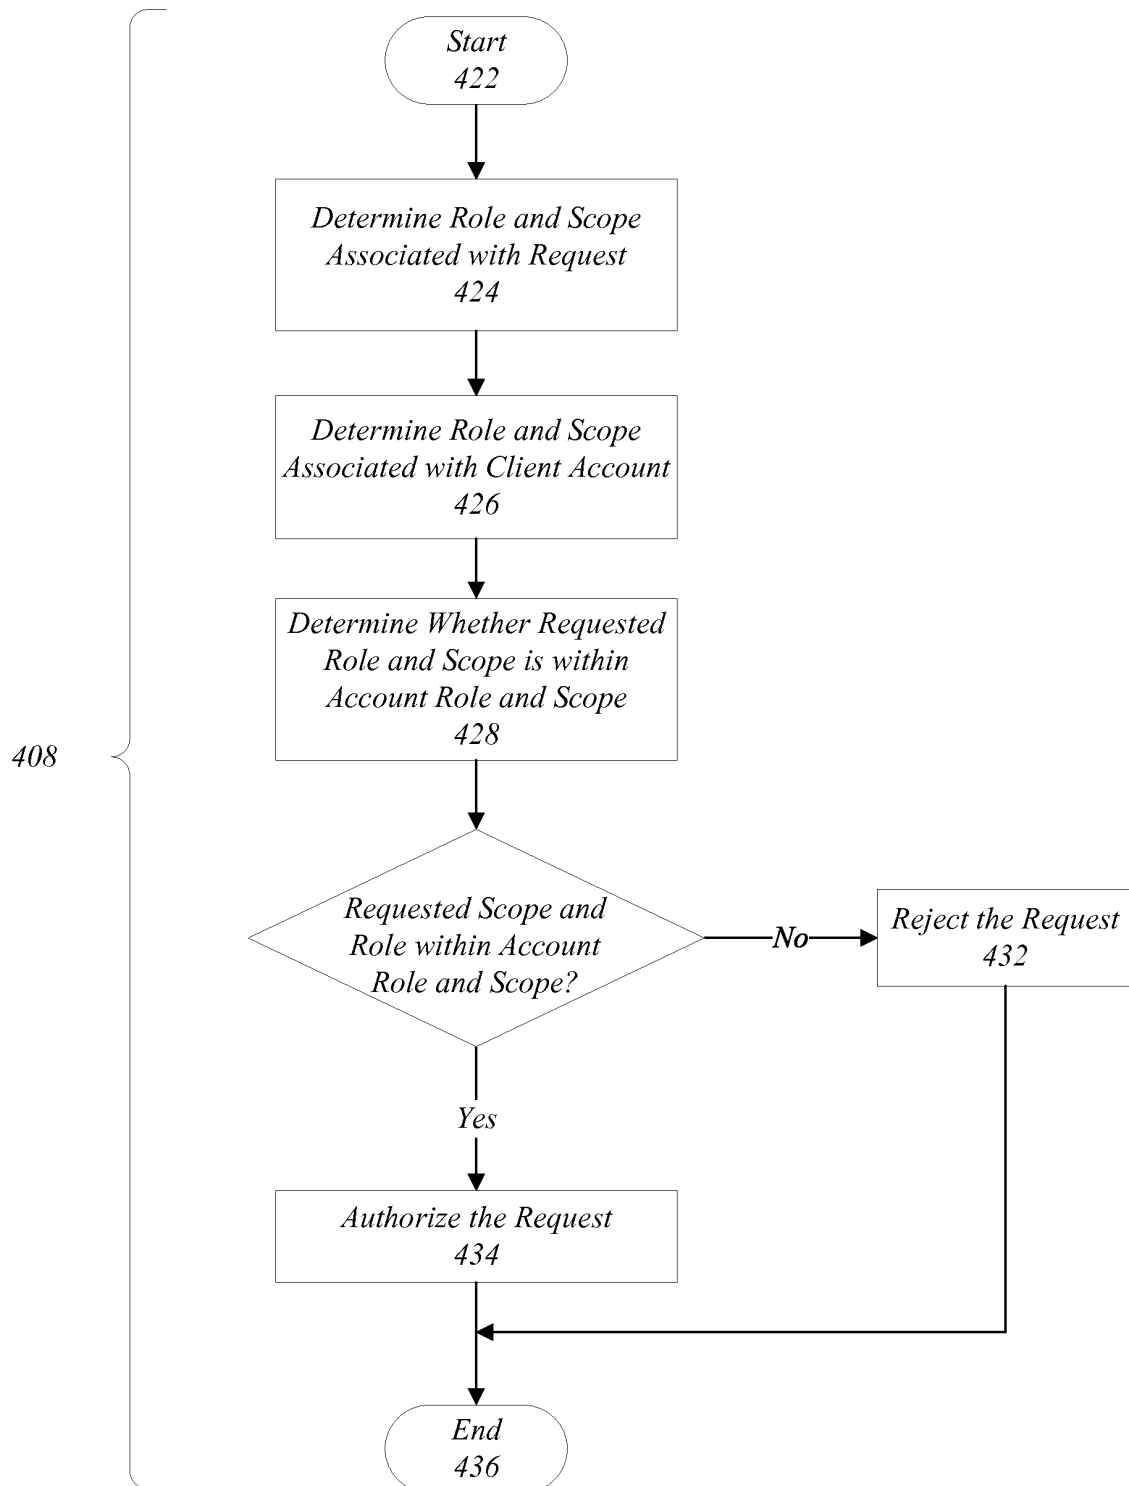 Start
422
Determine Role and Scope
Associated with Request
424
Determine Role and Scope
Associated with Client Account
426
Determine Whether Requested
Role and Scope is within
Account Role and Scope
428
408
Requested Scope and
Role within Account
Role and Scope?
No
Reject the Request
432
Yes
Authorize the Request
434
End
436